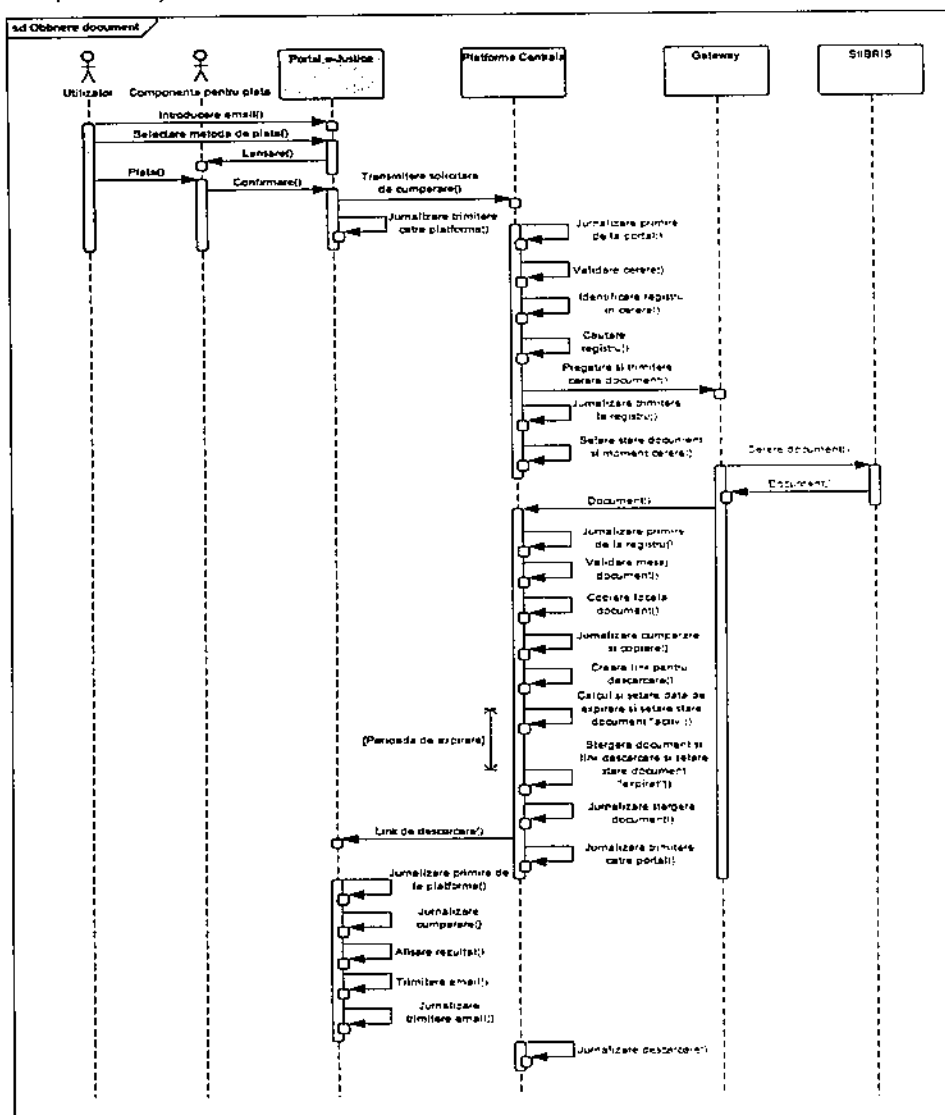 sd Obbnere document
Portal e-Justice
Platforma Centrala
Gateway
SIIBRIS
Utilizator
Componenta pentru plata
Introducere email()
Selectare metoda de plata()
Lansare()
Plata()
Confirmare()
Transmitere solicitare
de cumparare()
Jurnalizare trimitere
catre platforma()
Jurnalizare primire
de la portal()
Validare cerere()
Identificare registru
in cerere()
Cautare
registru()
Pregatire si trimitere
cerere document()
Jurnalizare trimitere
la registru()
Setare stare document
si moment cerere()
Cerere document()
Document()
Document()
Jurnalizare primire
de la registru()
Validare mesaj
document()
Copiere locala
document()
Jurnalizare cumparare
si copiere()
Creare link pentru
descarcare()
Calcul si setare data de
expirare si setare stare
document "activ"()
{Perioada de expirare}
Stergere document si
link descarcare si setare
stare document
"expirat"()
Jurnalizare stergere
document()
Link de descarcare()
Jurnalizare trimitere
catre portal()
Jurnalizare primire de
la platforma()
Jurnalizare
cumparare()
Afisare rezultat()
Trimitere email()
Jurnalizare
trimitere email()
Jurnalizare descarcare()